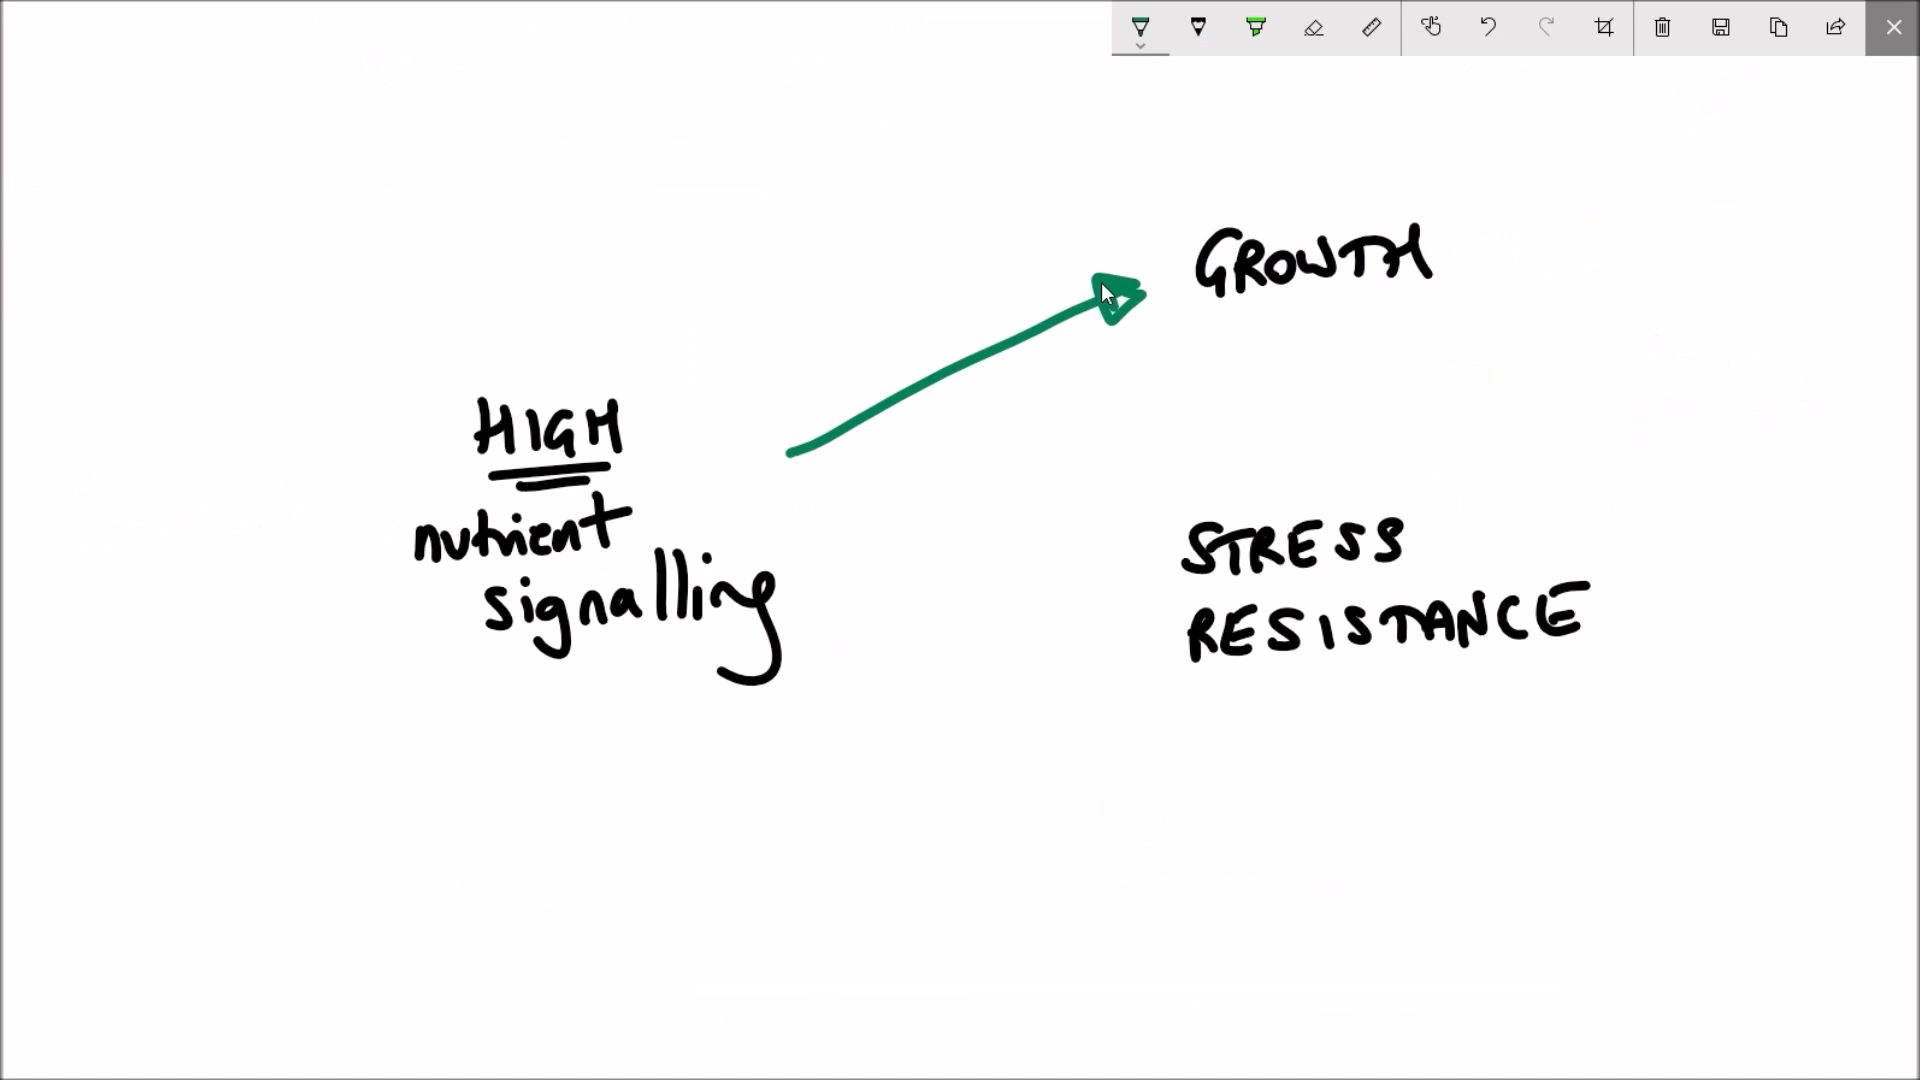 GROWTH
HIGH
nutrient
signalling
STRESS
RESISTANCE